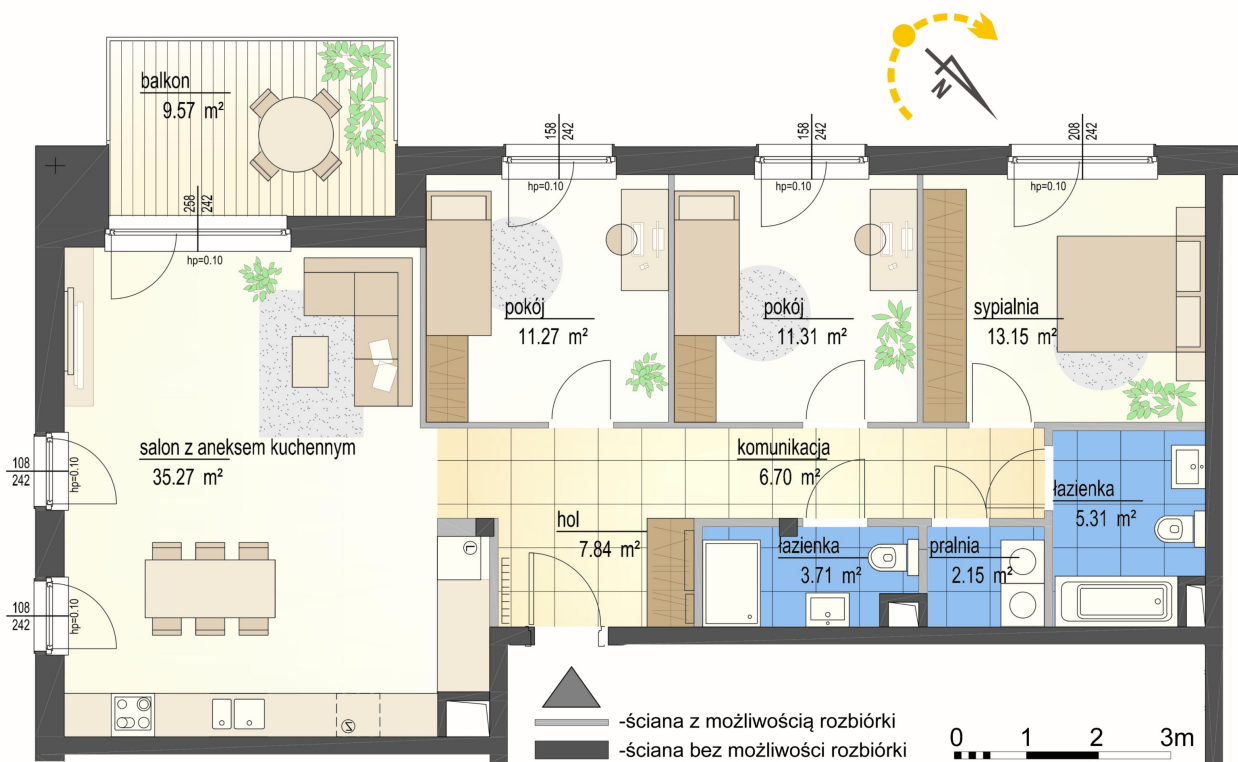 balkon
9.57 m²
N
158
242
158
242
208
242
hp=0.10
hp=0.10
hp=0.10
258
242
hp=0.10
pokój
11.27 m²
pokój
11.31 m²
sypialnia
13.15 m²
salon z aneksem kuchennym
35.27 m²
108
242
hp=0.10
komunikacja
6.70 m²
łazienka
5.31 m²
hol
7.84 m²
L
łazienka
3.71 m²
pralnia
2.15 m²
108
242
hp=0.10
Z
-ściana z możliwością rozbiórki
-ściana bez możliwości rozbiórki
0 1 2 3m